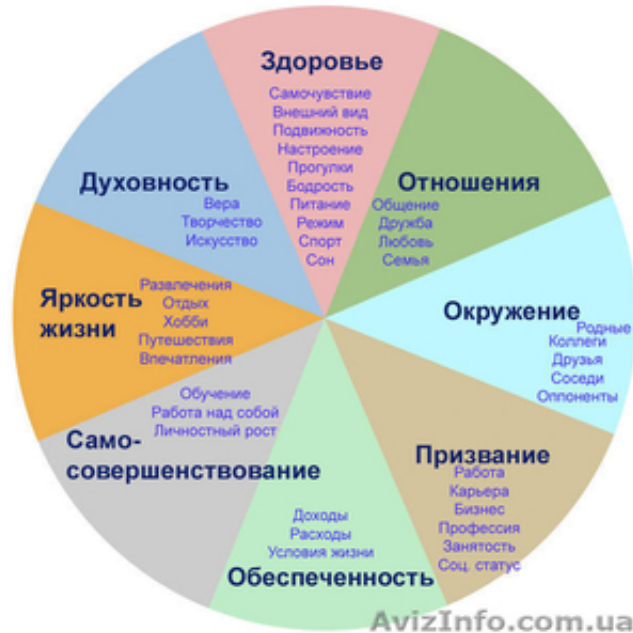 Здоровье
Самочувствие
Внешний вид
Подвижность
Настроение
Прогулки
Бодрость
Питание
Режим
Спорт
Сон
Отношения
Общение
Дружба
Любовь
Семья
Окружение
Родные
Коллеги
Друзья
Соседи
Оппоненты
Призвание
Работа
Карьера
Бизнес
Профессия
Занятость
Соц. статус
Доходы
Расходы
Условия жизни
Обеспеченность
Обучение
Работа над собой
Личностный рост
Само-
совершенствование
Яркость
жизни
Развлечения
Отдых
Хобби
Путешествия
Впечатления
Духовность
Вера
Творчество
Искусство
AvizInfo.com.ua